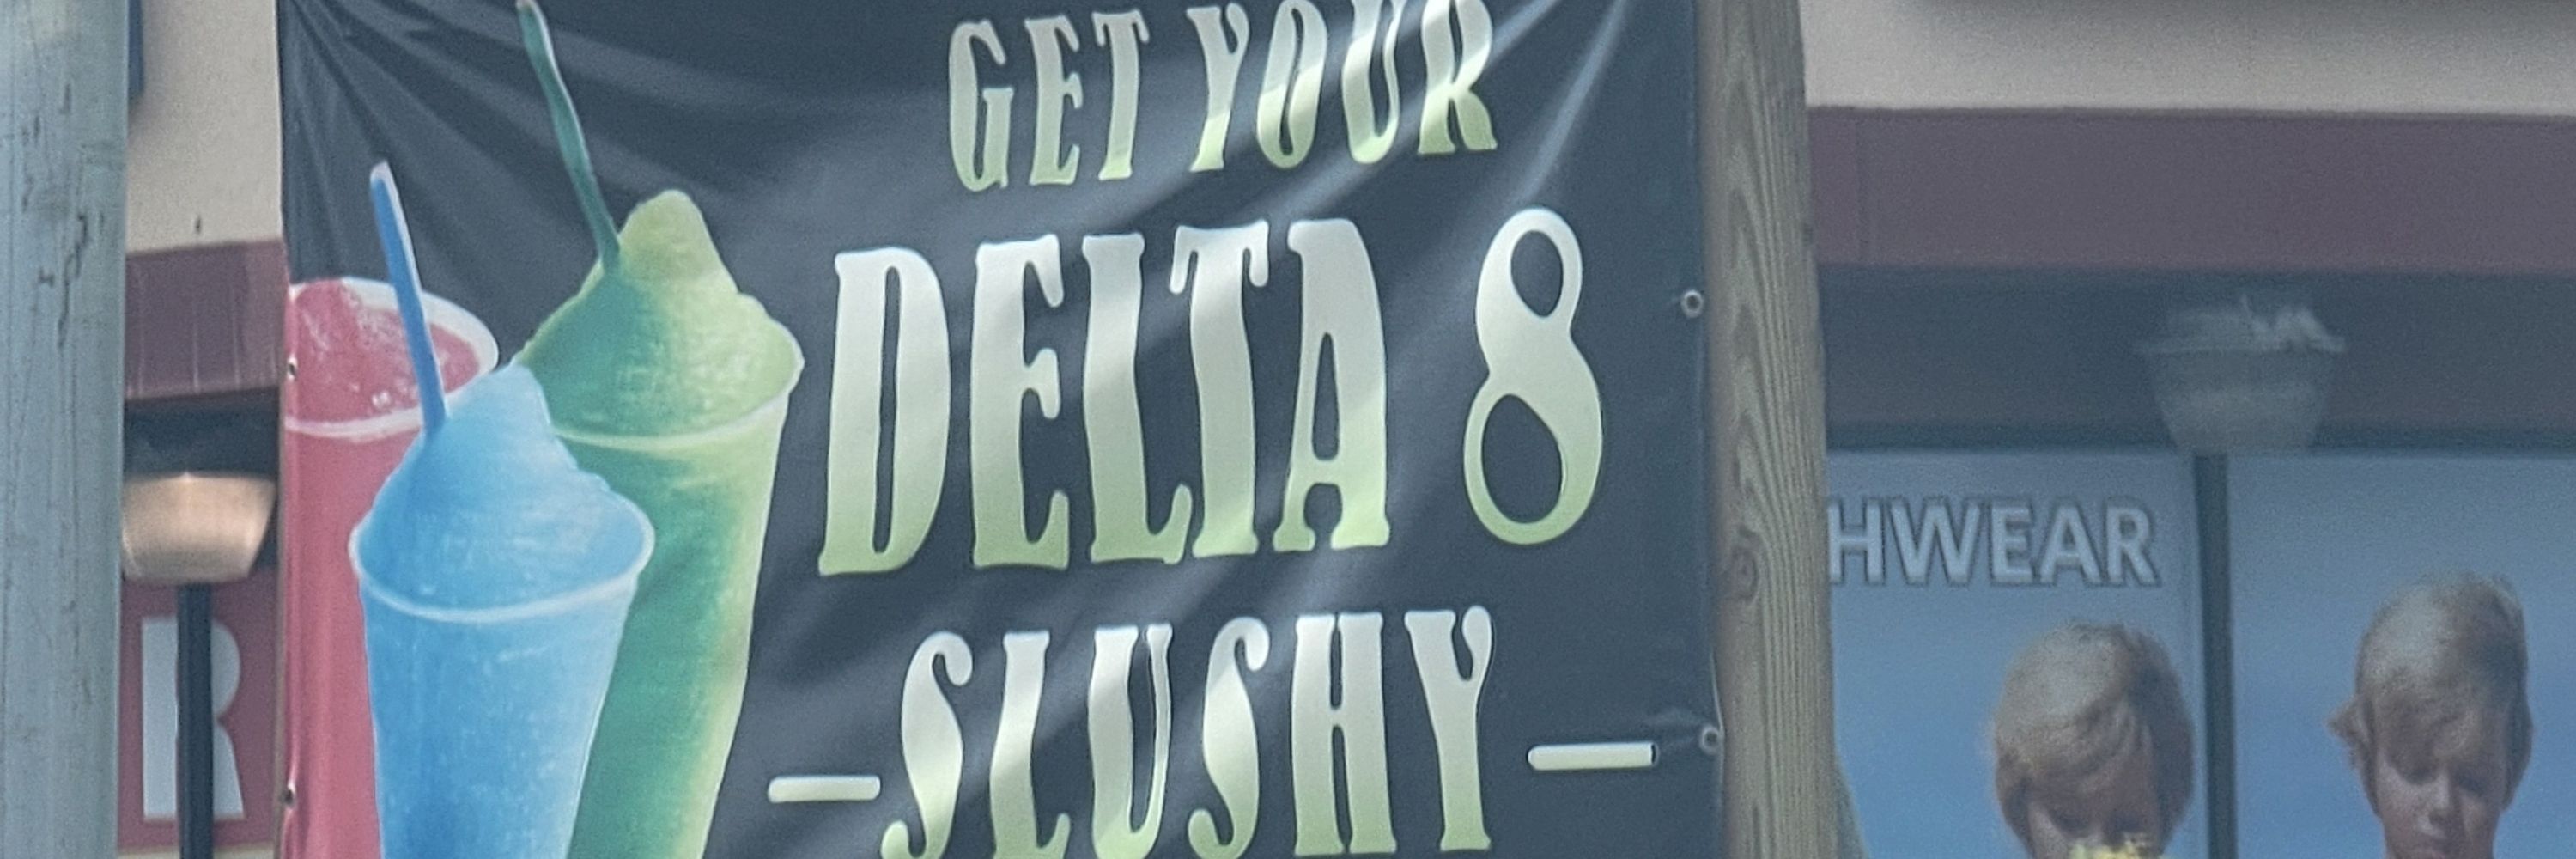 GET YOUR
DELTA 8
-SLUSHY-
HWEAR
R